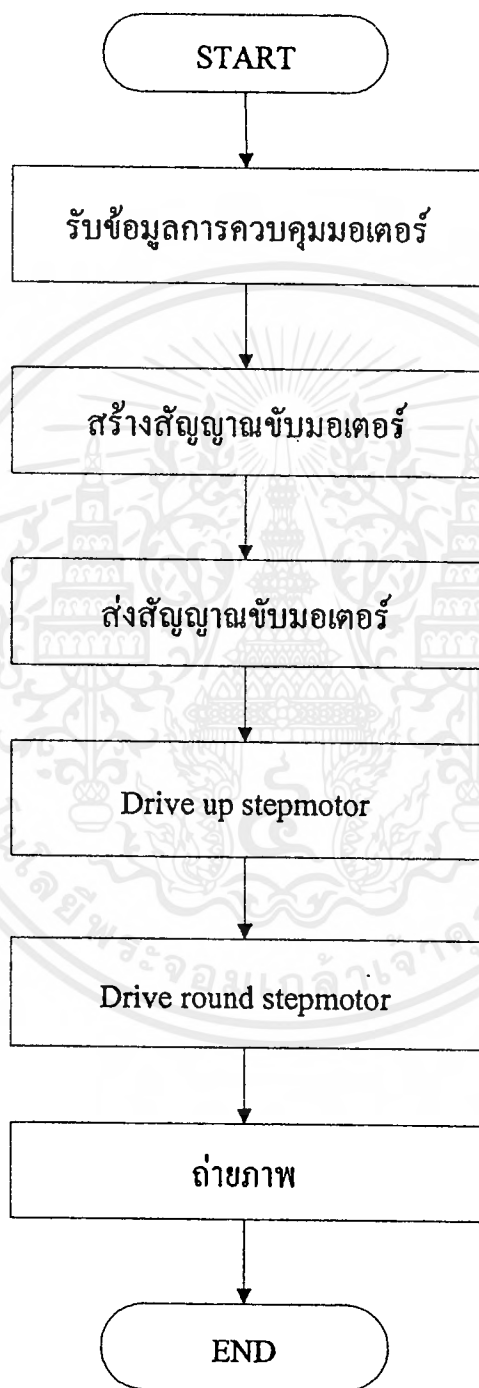 START
รับข้อมูลการควบคุมมอเตอร์
สร้างสัญญาณขับมอเตอร์
ส่งสัญญาณขับมอเตอร์
Drive up stepmotor
Drive round stepmotor
ถ่ายภาพ
END